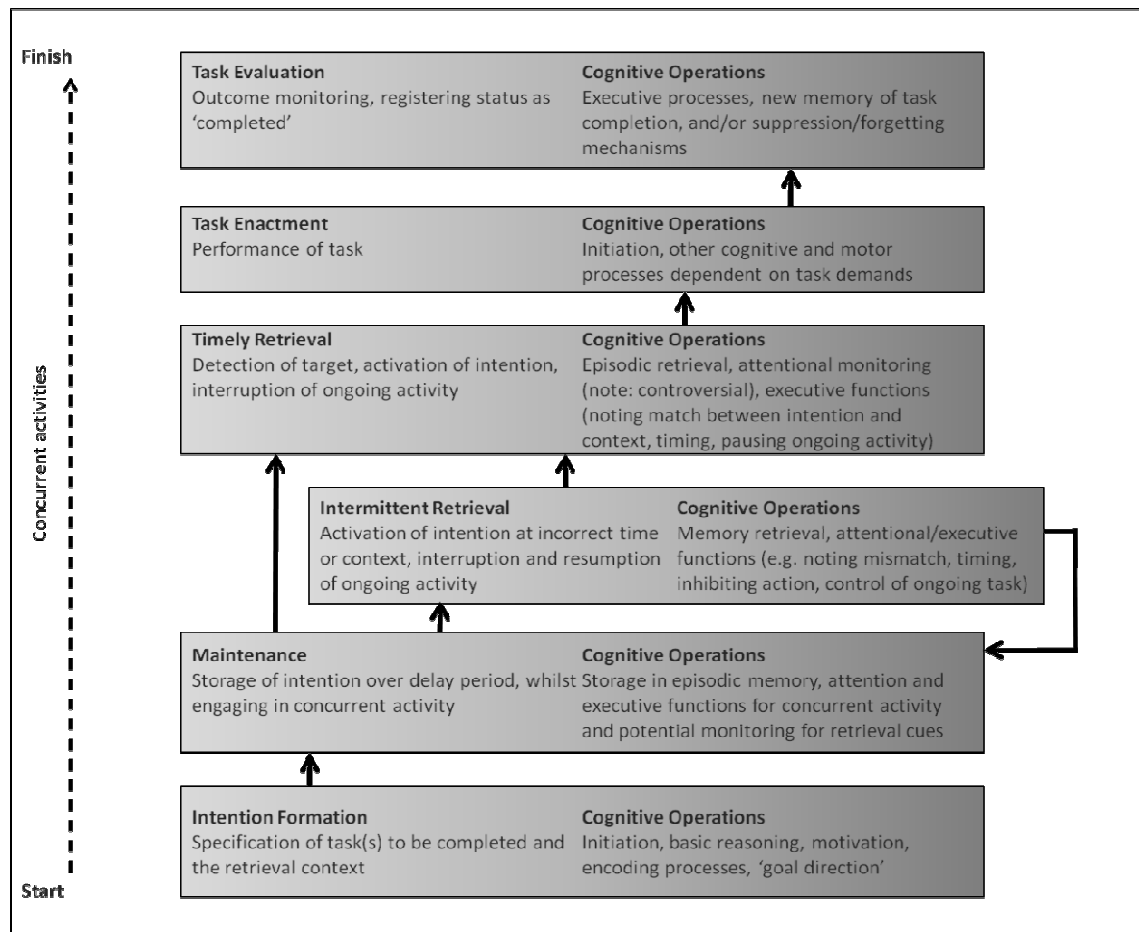 Finish
Task Evaluation
Outcome monitoring, registering status as
‘completed’
Cognitive Operations
Executive processes, new memory of task
completion, and/or suppression/forgetting
mechanisms
Task Enactment
Performance of task
Cognitive Operations
Initiation, other cognitive and motor
processes dependent on task demands
Timely Retrieval
Detection of target, activation of intention,
interruption of ongoing activity
Cognitive Operations
Episodic retrieval, attentional monitoring
(note: controversial), executive functions
(noting match between intention and
context, timing, pausing ongoing activity)
Concurrent activities
Intermittent Retrieval
Activation of intention at incorrect time
or context, interruption and resumption
of ongoing activity
Cognitive Operations
Memory retrieval, attentional/executive
functions (e.g. noting mismatch, timing,
inhibiting action, control of ongoing task)
Maintenance
Storage of intention over delay period, whilst
engaging in concurrent activity
Cognitive Operations
Storage in episodic memory, attention and
executive functions for concurrent activity
and potential monitoring for retrieval cues
Intention Formation
Specification of task(s) to be completed and
the retrieval context
Cognitive Operations
Initiation, basic reasoning, motivation,
encoding processes, ‘goal direction’
Start